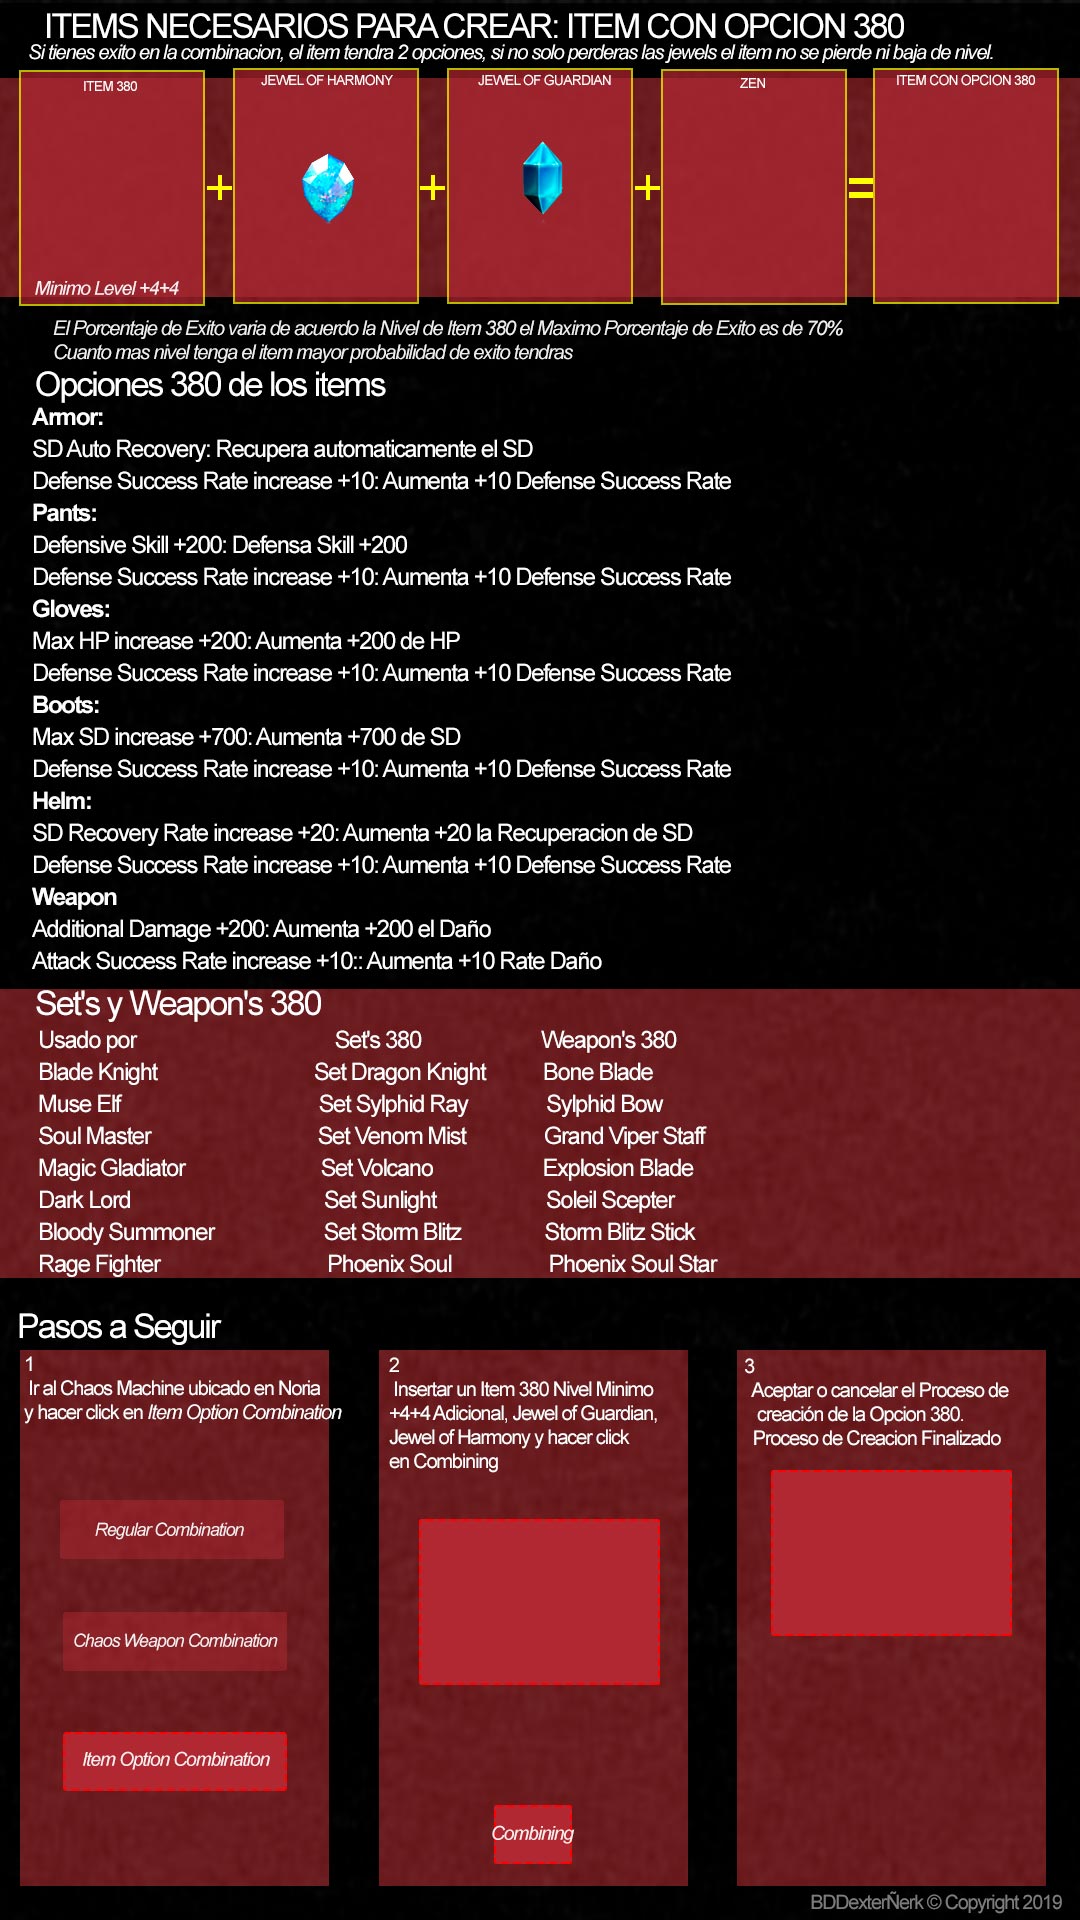 ITEMS NECESARIOS PARA CREAR: ITEM CON OPCION 380
Si tienes exito en la combinacion, el item tendra 2 opciones, si no solo perderas las jewels el item no se pierde ni baja de nivel.
ITEM 380
JEWEL OF HARMONY
JEWEL OF GUARDIAN
ZEN
ITEM CON OPCION 380
+ + + =
Minimo Level +4+4
El Porcentaje de Exito varia de acuerdo la Nivel de Item 380 el Maximo Porcentaje de Exito es de 70%
Cuanto mas nivel tenga el item mayor probabilidad de exito tendras
Opciones 380 de los items
Armor:
SD Auto Recovery: Recupera automaticamente el SD
Defense Success Rate increase +10: Aumenta +10 Defense Success Rate
Pants:
Defensive Skill +200: Defensa Skill +200
Defense Success Rate increase +10: Aumenta +10 Defense Success Rate
Gloves:
Max HP increase +200: Aumenta +200 de HP
Defense Success Rate increase +10: Aumenta +10 Defense Success Rate
Boots:
Max SD increase +700: Aumenta +700 de SD
Defense Success Rate increase +10: Aumenta +10 Defense Success Rate
Helm:
SD Recovery Rate increase +20: Aumenta +20 la Recuperacion de SD
Defense Success Rate increase +10: Aumenta +10 Defense Success Rate
Weapon
Additional Damage +200: Aumenta +200 el Daño
Attack Success Rate increase +10:: Aumenta +10 Rate Daño
Set's y Weapon's 380
Usado por Set's 380 Weapon's 380
Blade Knight Set Dragon Knight Bone Blade
Muse Elf Set Sylphid Ray Sylphid Bow
Soul Master Set Venom Mist Grand Viper Staff
Magic Gladiator Set Volcano Explosion Blade
Dark Lord Set Sunlight Soleil Scepter
Bloody Summoner Set Storm Blitz Storm Blitz Stick
Rage Fighter Phoenix Soul Phoenix Soul Star
Pasos a Seguir
1
Ir al Chaos Machine ubicado en Noria
y hacer click en Item Option Combination
Regular Combination
Chaos Weapon Combination
Item Option Combination
2
Insertar un Item 380 Nivel Minimo
+4+4 Adicional, Jewel of Guardian,
Jewel of Harmony y hacer click
en Combining
Combining
3
Aceptar o cancelar el Proceso de
creación de la Opcion 380.
Proceso de Creacion Finalizado
BDDexterÑerk © Copyright 2019